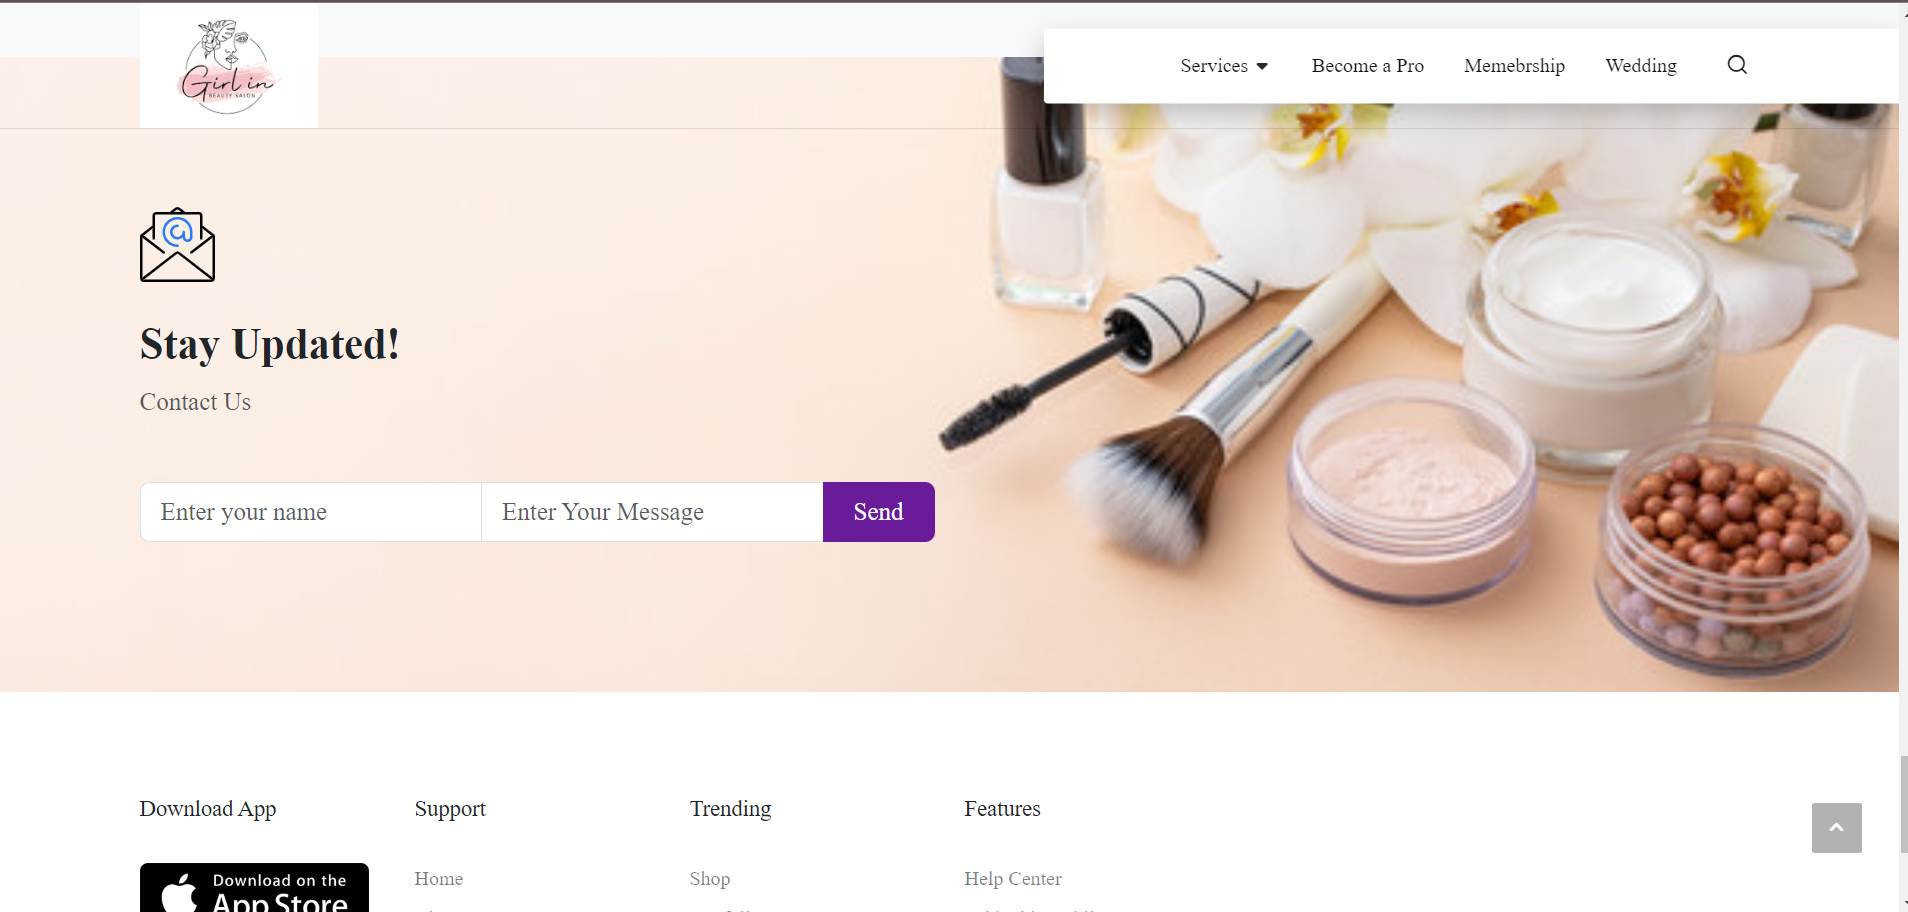 Girl in
BEAUTY SALON
Services
Become a Pro
Memebrship
Wedding
@
Stay Updated!
Contact Us
Enter your name
Enter Your Message
Send
Download App
Support
Trending
Features
Download on the
App Store
Home
Shop
Help Center